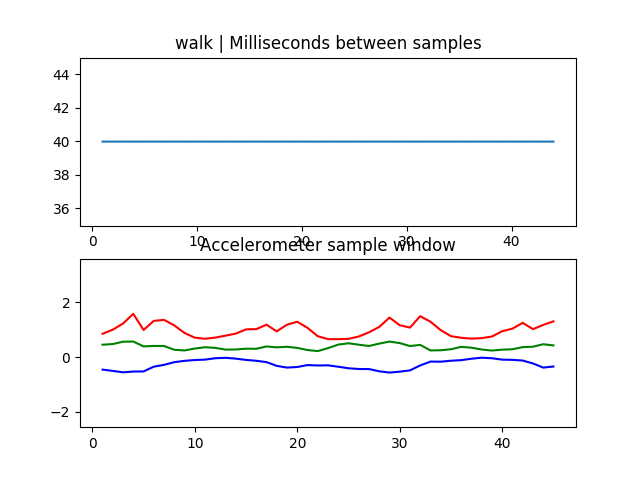 walk | Milliseconds between samples
44
42
40
38
36
0 10 20 30 40
Accelerometer sample window
2
0
−2
0 10 20 30 40